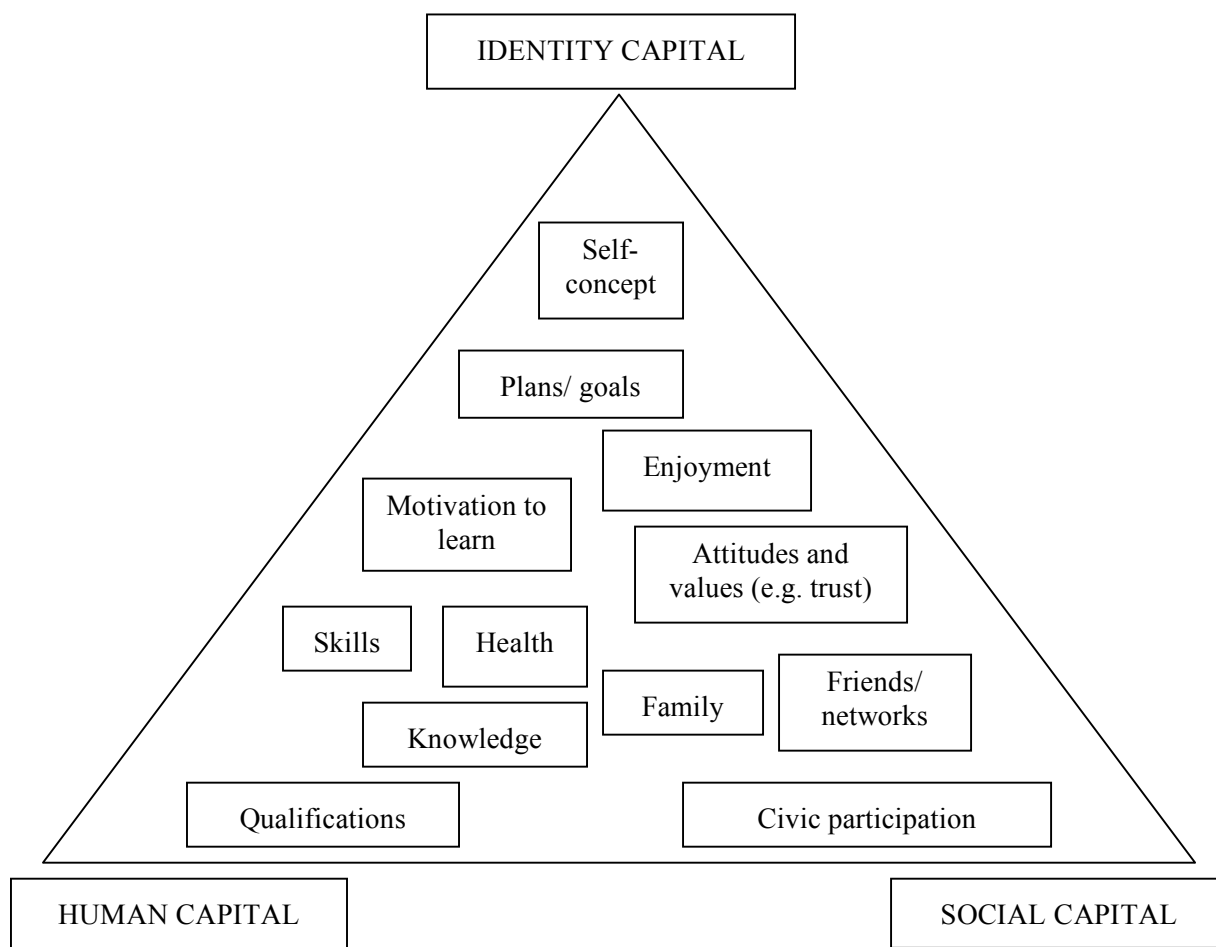 IDENTITY CAPITAL
Self-
concept
Plans/ goals
Enjoyment
Motivation to
learn
Attitudes and
values (e.g. trust)
Skills
Health
Family
Friends/
networks
Knowledge
Qualifications
Civic participation
HUMAN CAPITAL
SOCIAL CAPITAL